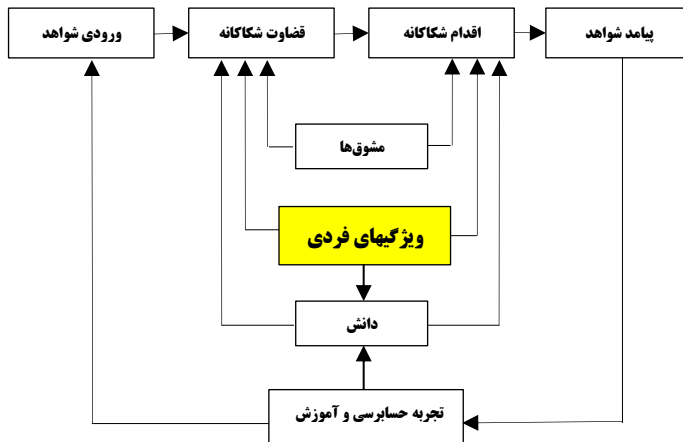 ورودی شواهد
قضاوت شکاکانه
اقدام شکاکانه
پیامد شواهد
مشوق‌ها
ویژگیهای فردی
دانش
تجربه حسابرسی و آموزش